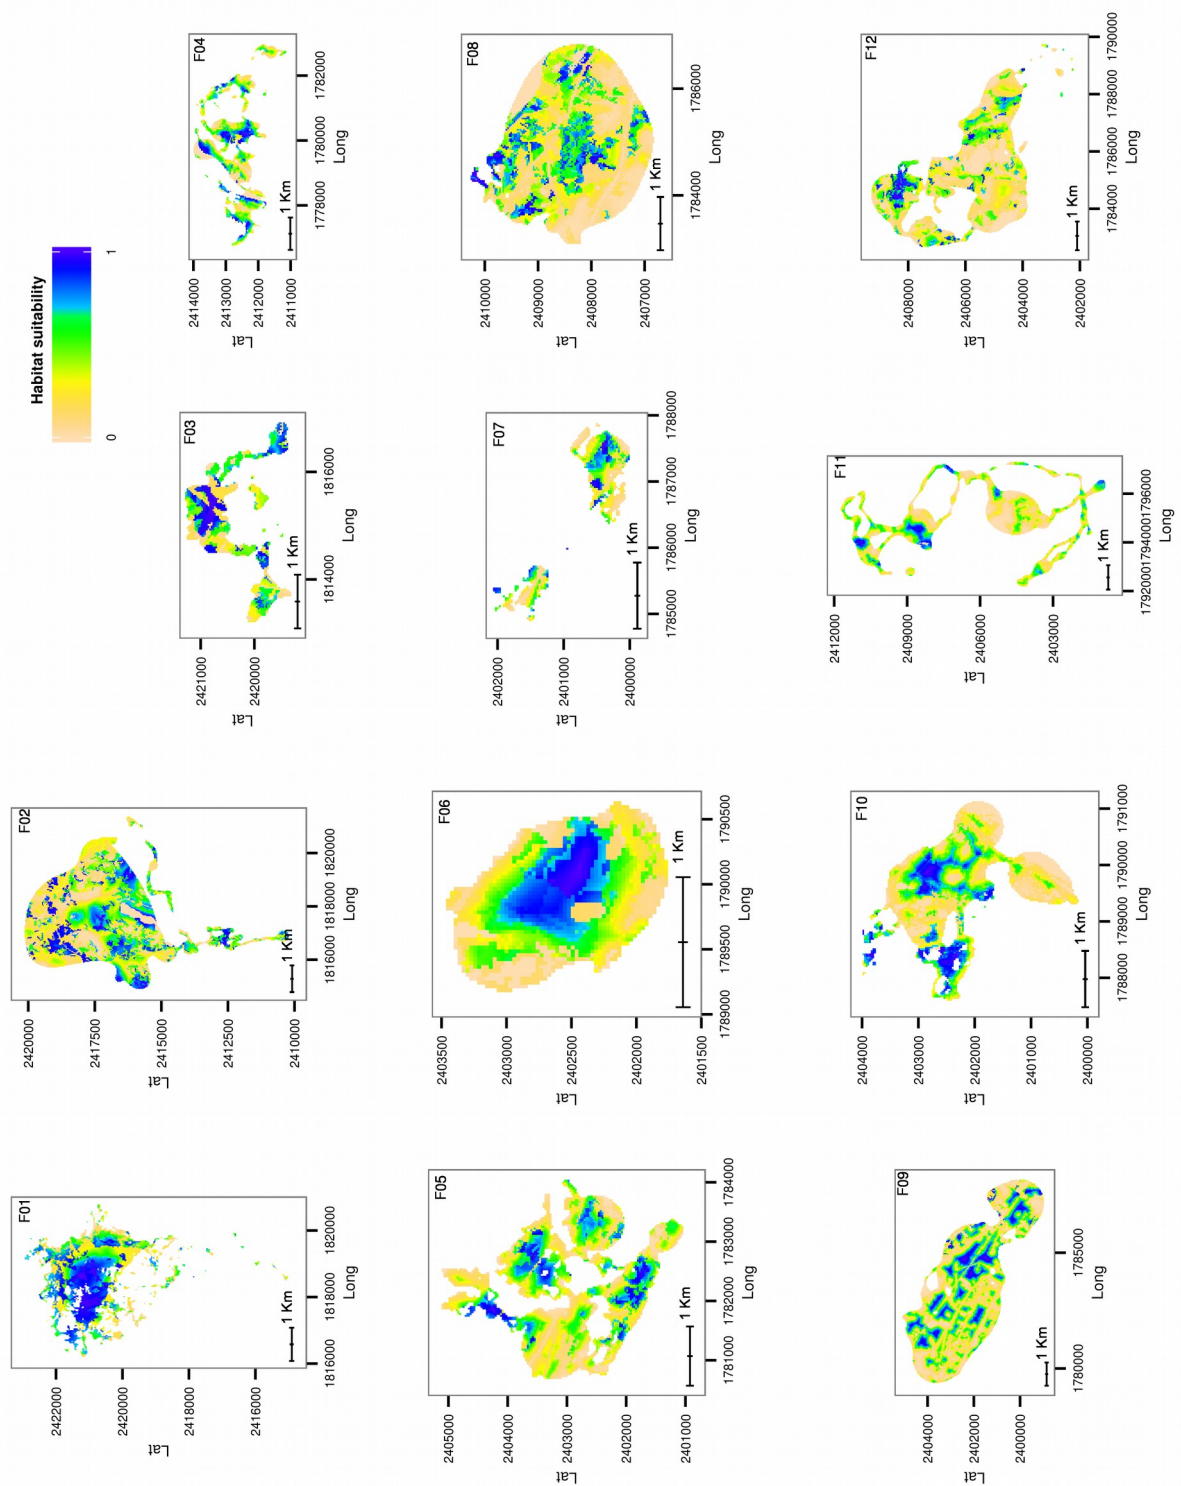 Habitat suitability
0 1
F01
2422000
2420000
2418000
2416000
Lat
1816000 1818000 1820000
Long
1 Km
F02
2420000
2417500
2415000
2412500
2410000
Lat
1816000 1818000 1820000
Long
1 Km
F03
2421000
2420000
Lat
1814000 1816000
Long
1 Km
F04
2414000
2413000
2412000
2411000
Lat
1778000 1780000 1782000
Long
1 Km
F05
2405000
2404000
2403000
2402000
2401000
Lat
1781000 1782000 1783000 1784000
Long
1 Km
F06
2403500
2403000
2402500
2402000
2401500
Lat
1789000 1789500 1790000 1790500
Long
1 Km
F07
2402000
2401000
2400000
Lat
1785000 1786000 1787000 1788000
Long
1 Km
F08
2410000
2409000
2408000
2407000
Lat
1784000 1786000
Long
1 Km
F09
2404000
2402000
2400000
Lat
1780000 1785000
Long
1 Km
F10
2404000
2403000
2402000
2401000
2400000
Lat
1788000 1789000 1790000 1791000
Long
1 Km
F11
2412000
2409000
2406000
2403000
Lat
179200017940001796000
Long
1 Km
F12
2408000
2406000
2404000
2402000
Lat
1784000 1786000 1788000 1790000
Long
1 Km